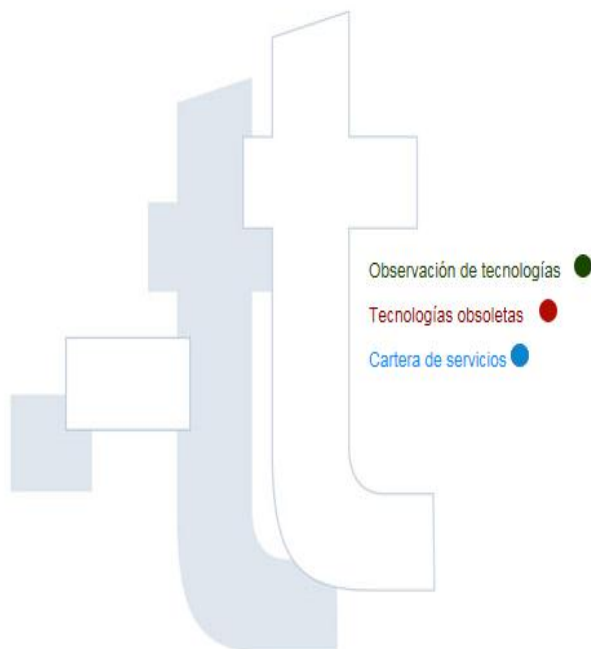 Observación de tecnologías
Tecnologías obsoletas
Cartera de servicios